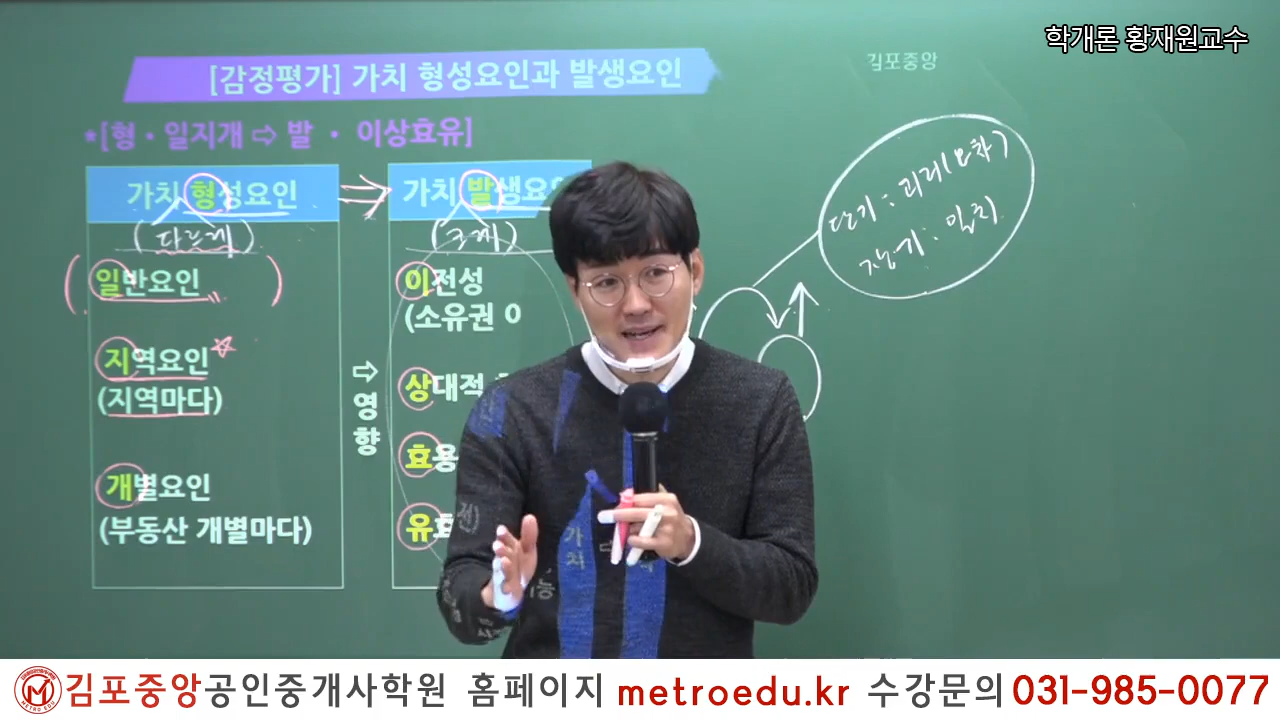 학개론 황재원교수
김포중앙
[감정평가] 가치 형성요인과 발생요인
*[형 · 일지개 ⇨ 발 · 이상효유]
가치 형성요인
(다르게)
일반요인
지역요인
(지역마다)
개별요인
(부동산 개별마다)
⇨
영
향
가치 발생요
이전성
(소유권 이
상대적
효용
유효
단기 : 괴리(오차)
장기 : 일치
가
치
METRO EDU
김포중앙공인중개사학원 홈페이지 metroedu.kr 수강문의 031-985-0077